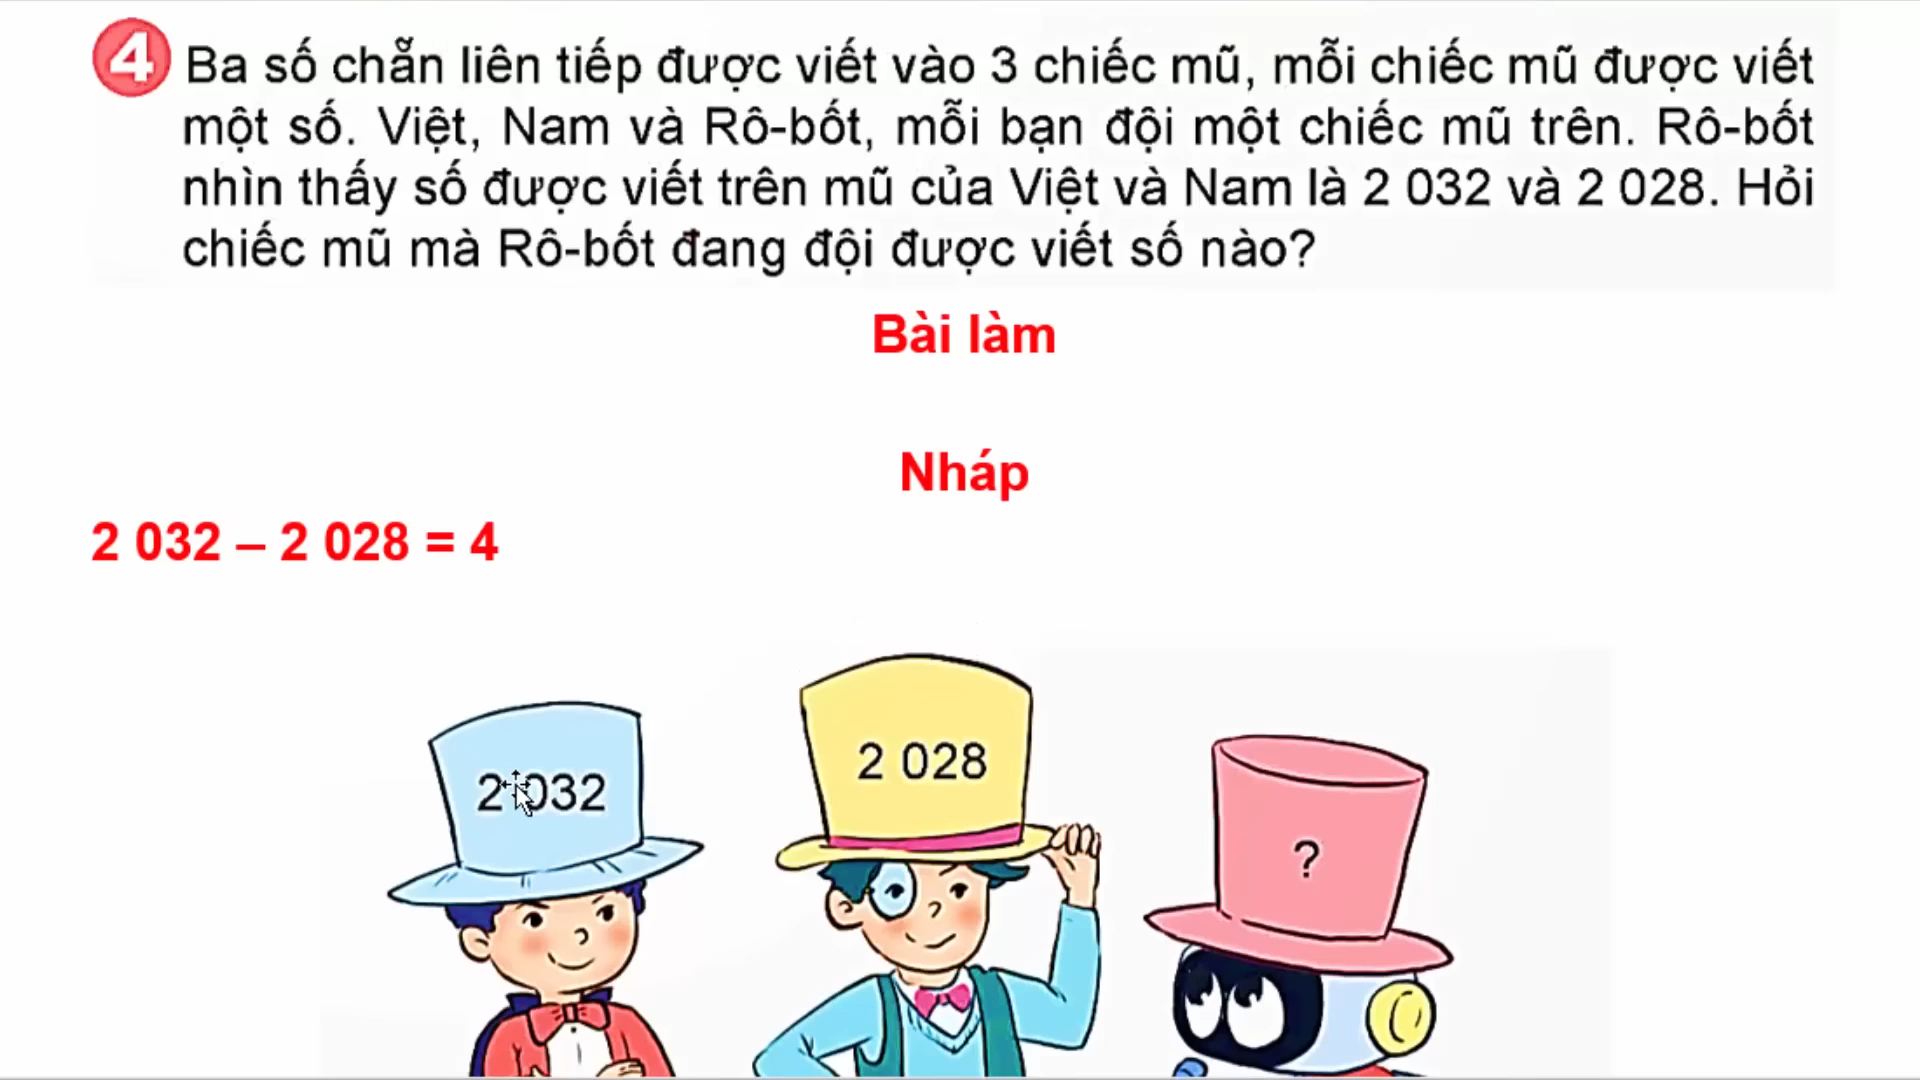 4 Ba số chẵn liên tiếp được viết vào 3 chiếc mũ, mỗi chiếc mũ được viết
một số. Việt, Nam và Rô-bốt, mỗi bạn đội một chiếc mũ trên. Rô-bốt
nhìn thấy số được viết trên mũ của Việt và Nam là 2 032 và 2 028. Hỏi
chiếc mũ mà Rô-bốt đang đội được viết số nào?
Bài làm
Nháp
2 032 – 2 028 = 4
2 032
2 028
?